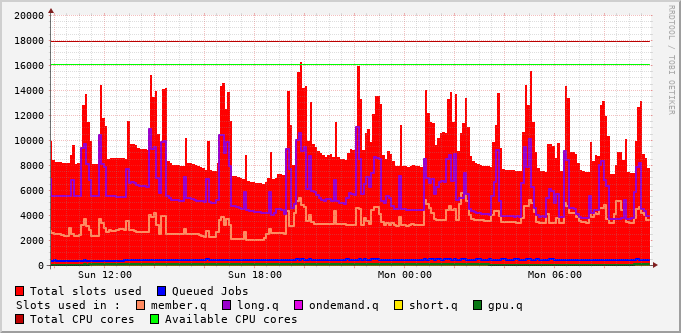 20000
18000
16000
14000
12000
10000
8000
6000
4000
2000
0
Sun 12:00 Sun 18:00 Mon 00:00 Mon 06:00
RRDTOOL / TOBI OETIKER
Total slots used Queued Jobs
Slots used in : member.q long.q ondemand.q short.q gpu.q
Total CPU cores Available CPU cores